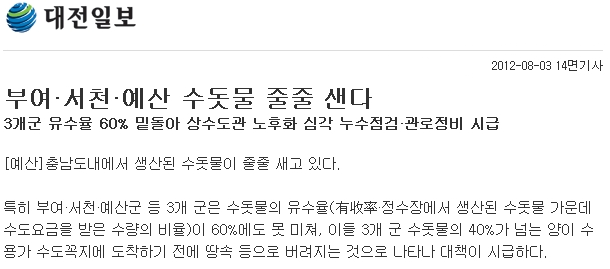 대전일보
2012-08-03 14면기사
부여·서천·예산 수돗물 줄줄 샌다
3개군 유수율 60% 밑돌아 상수도관 노후화 심각 누수점검·관로정비 시급
[예산]충남도내에서 생산된 수돗물이 줄줄 새고 있다.
특히 부여·서천·예산군 등 3개 군은 수돗물의 유수율(有收率·정수장에서 생산된 수돗물 가운데
수도요금을 받은 수량의 비율)이 60%에도 못 미쳐, 이들 3개 군 수돗물의 40%가 넘는 양이 수
용가 수도꼭지에 도착하기 전에 땅속 등으로 버려지는 것으로 나타나 대책이 시급하다.